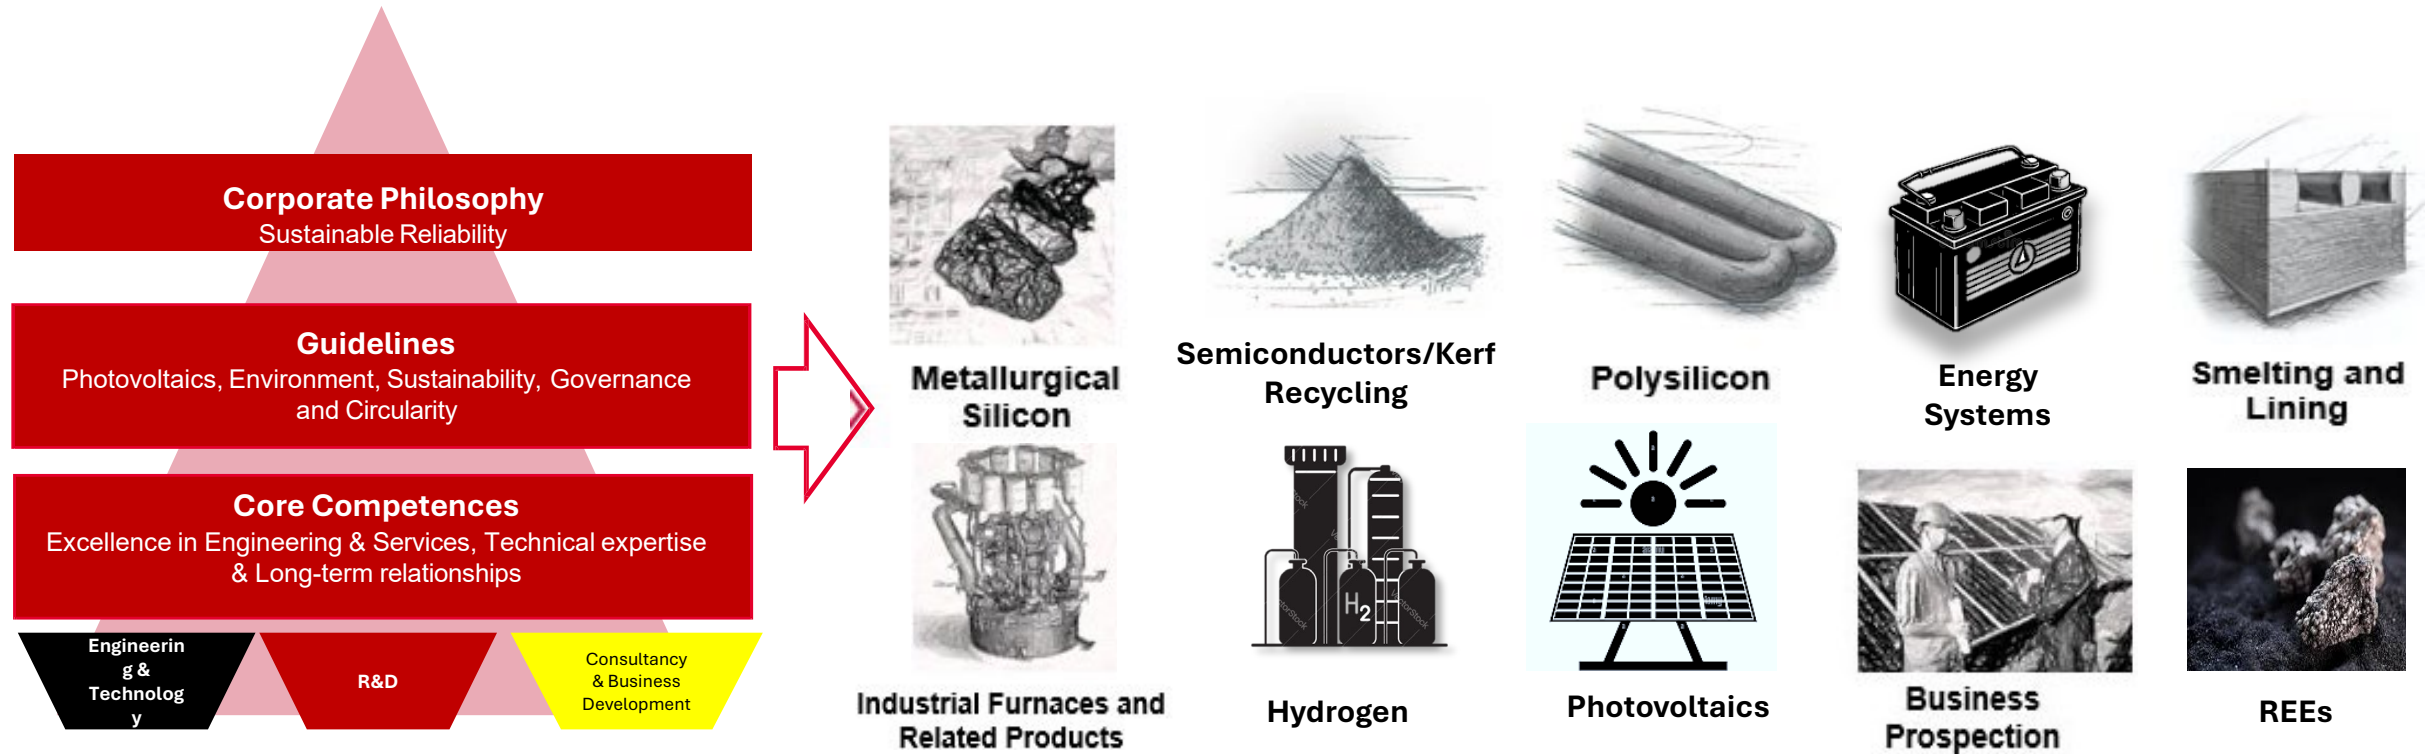 Corporate Philosophy
Sustainable Reliability
Guidelines
Photovoltaics, Environment, Sustainability, Governance
and Circularity
Core Competences
Excellence in Engineering & Services, Technical expertise
& Long-term relationships
Engineerin
g &
Technolog
y
R&D
Consultancy
& Business
Development
Metallurgical
Silicon
Semiconductors/Kerf
Recycling
Polysilicon
Energy
Systems
Smelting and
Lining
Industrial Furnaces and
Related Products
H2
VectorStock
Hydrogen
Photovoltaics
Business
Prospection
REEs